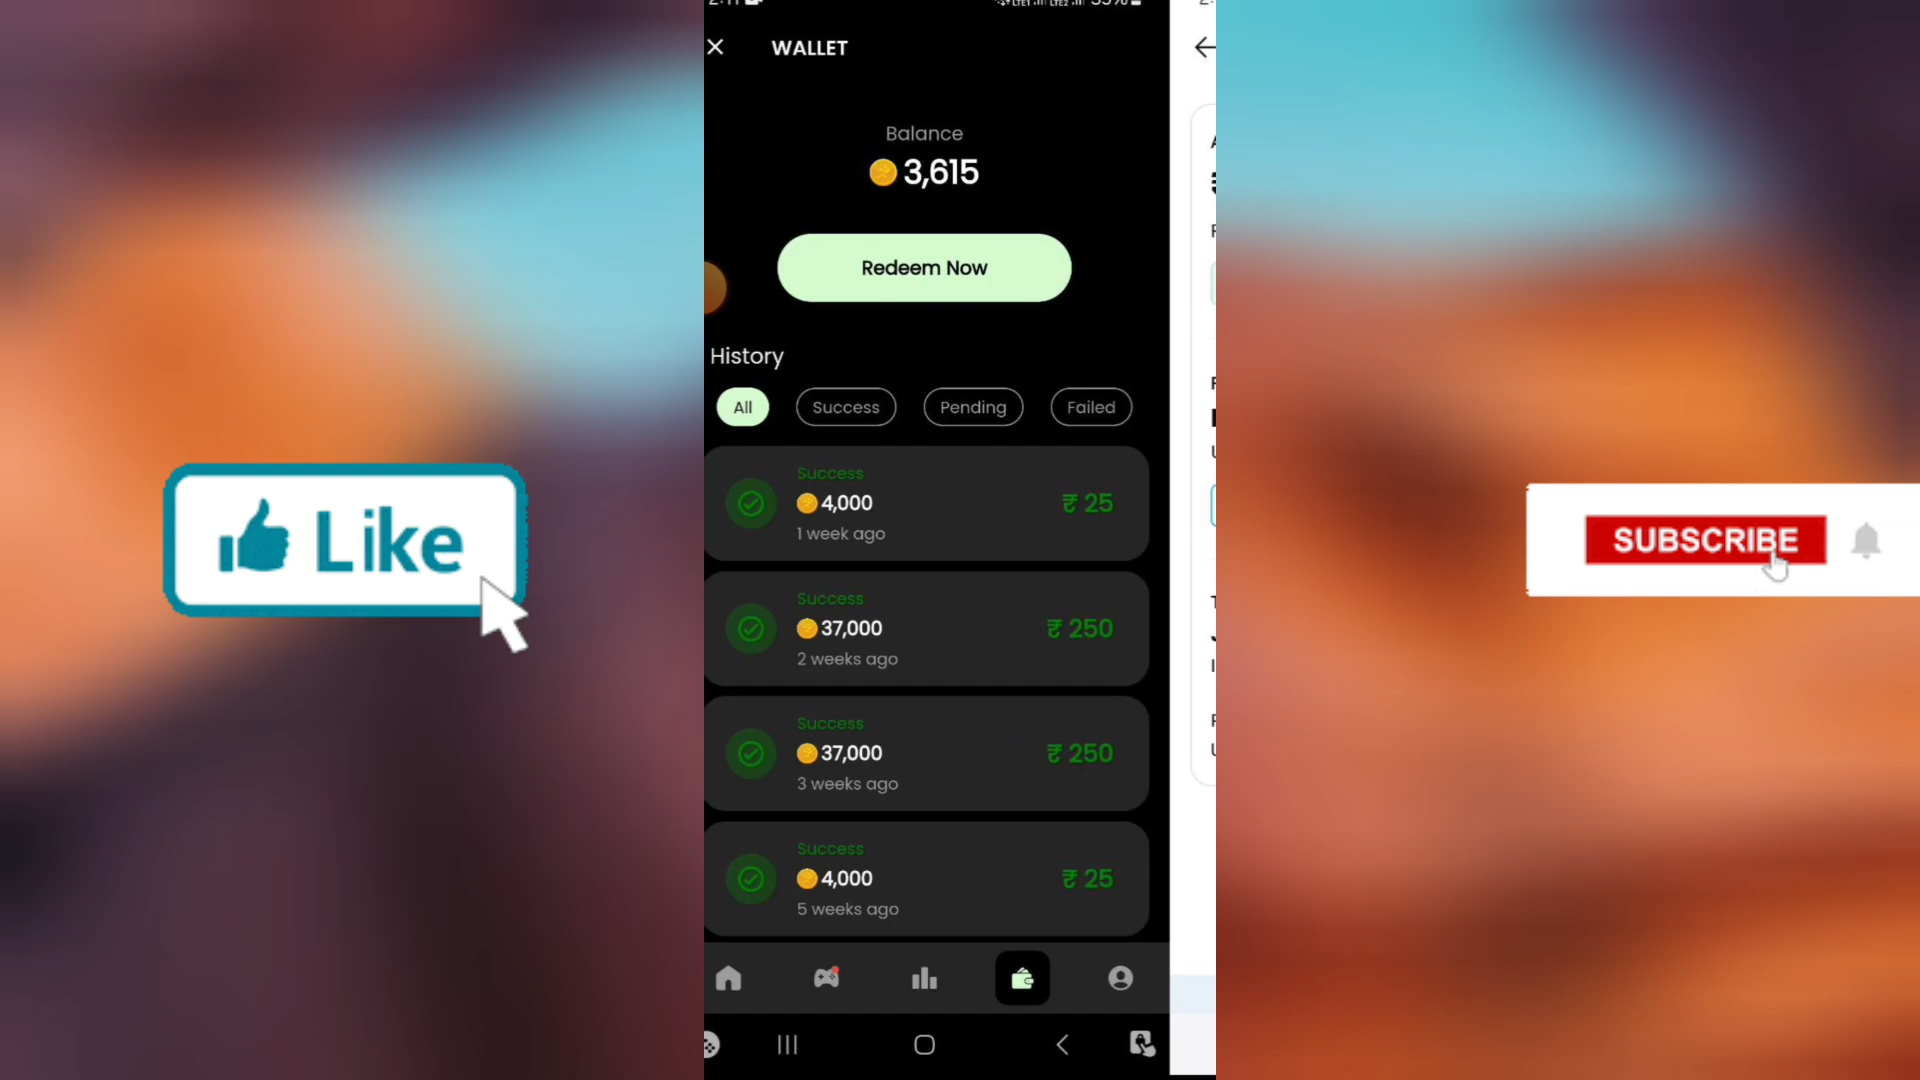 WALLET
Balance
3,615
Redeem Now
History
All
Success
Pending
Failed
Success
4,000
₹ 25
1 week ago
Success
37,000
₹ 250
2 weeks ago
Success
37,000
₹ 250
3 weeks ago
Success
4,000
₹ 25
5 weeks ago
Like
SUBSCRIBE